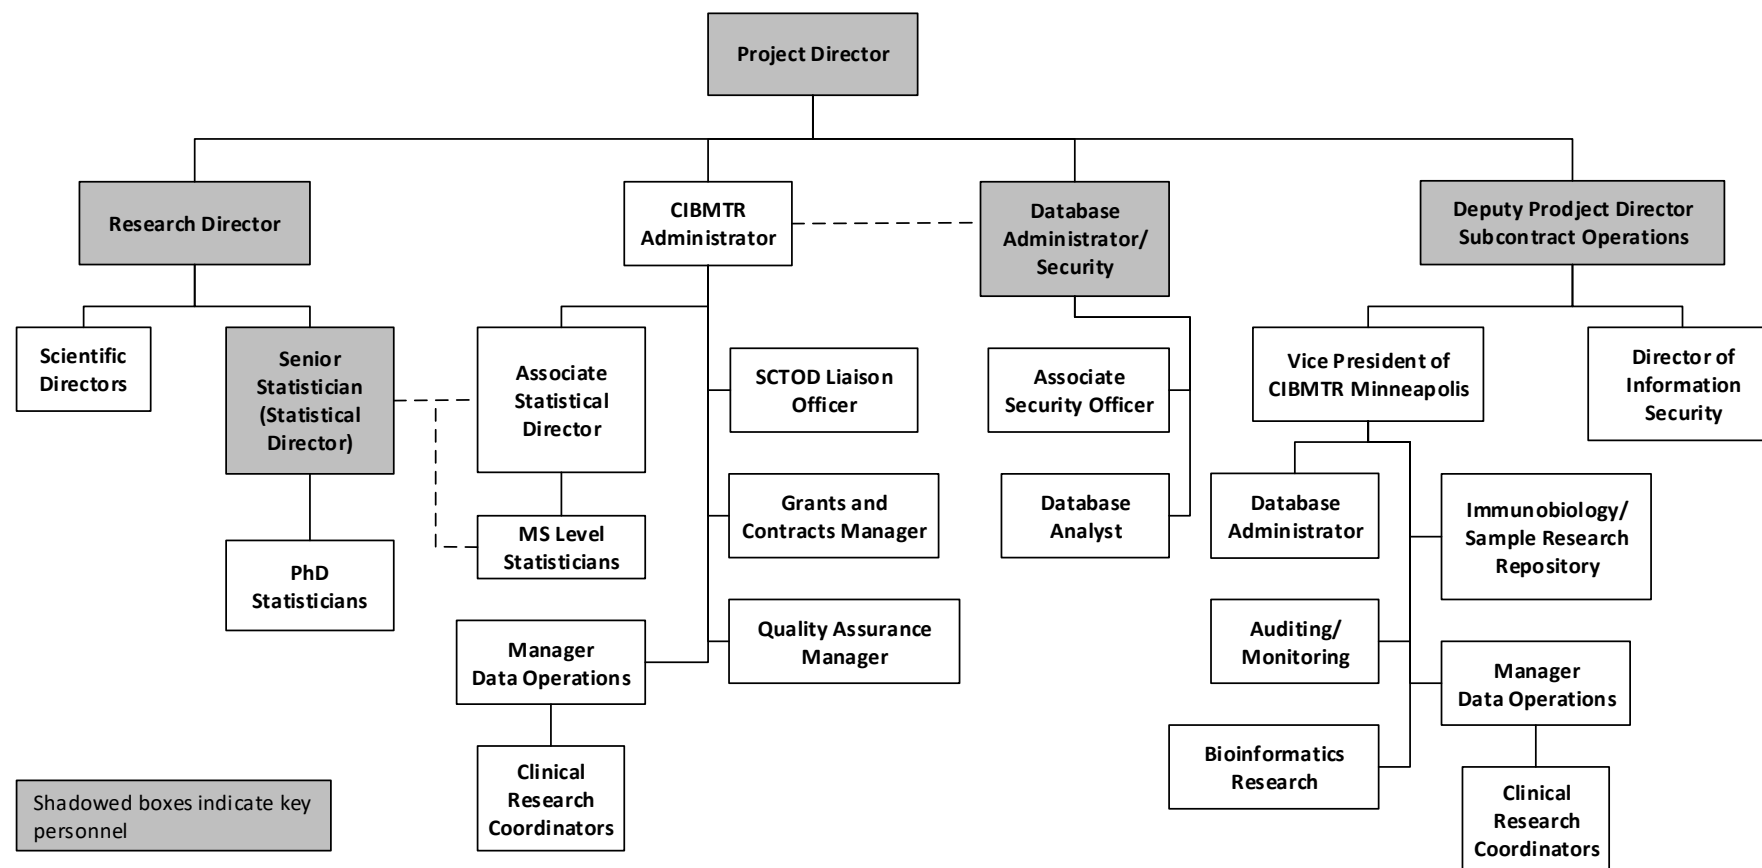 Project Director
Research Director
CIBMTR
Administrator
Database
Administrator/
Security
Deputy Prodject Director
Subcontract Operations
Scientific
Directors
Senior
Statistician
(Statistical
Director)
Associate
Statistical
Director
SCTOD Liaison
Officer
Associate
Security Officer
Vice President of
CIBMTR Minneapolis
Director of
Information
Security
MS Level
Statisticians
Grants and
Contracts Manager
Database
Analyst
Database
Administrator
Immunobiology/
Sample Research
Repository
PhD
Statisticians
Manager
Data Operations
Quality Assurance
Manager
Auditing/
Monitoring
Manager
Data Operations
Clinical
Research
Coordinators
Bioinformatics
Research
Clinical
Research
Coordinators
Shadowed boxes indicate key
personnel